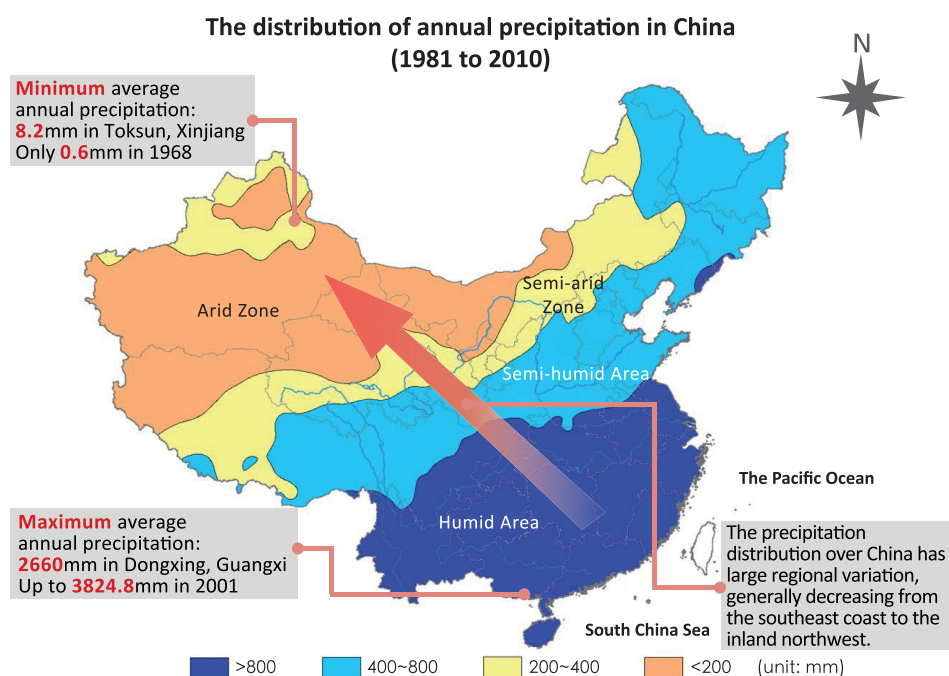 The distribution of annual precipitation in China
(1981 to 2010)
N
Minimum average
annual precipitation:
8.2mm in Toksun, Xinjiang
Only 0.6mm in 1968
Arid Zone
Semi-arid
Zone
Semi-humid Area
Humid Area
The Pacific Ocean
Maximum average
annual precipitation:
2660mm in Dongxing, Guangxi
Up to 3824.8mm in 2001
The precipitation
distribution over China has
large regional variation,
generally decreasing from
the southeast coast to the
inland northwest.
South China Sea
>800 400~800 200~400 <200 (unit: mm)